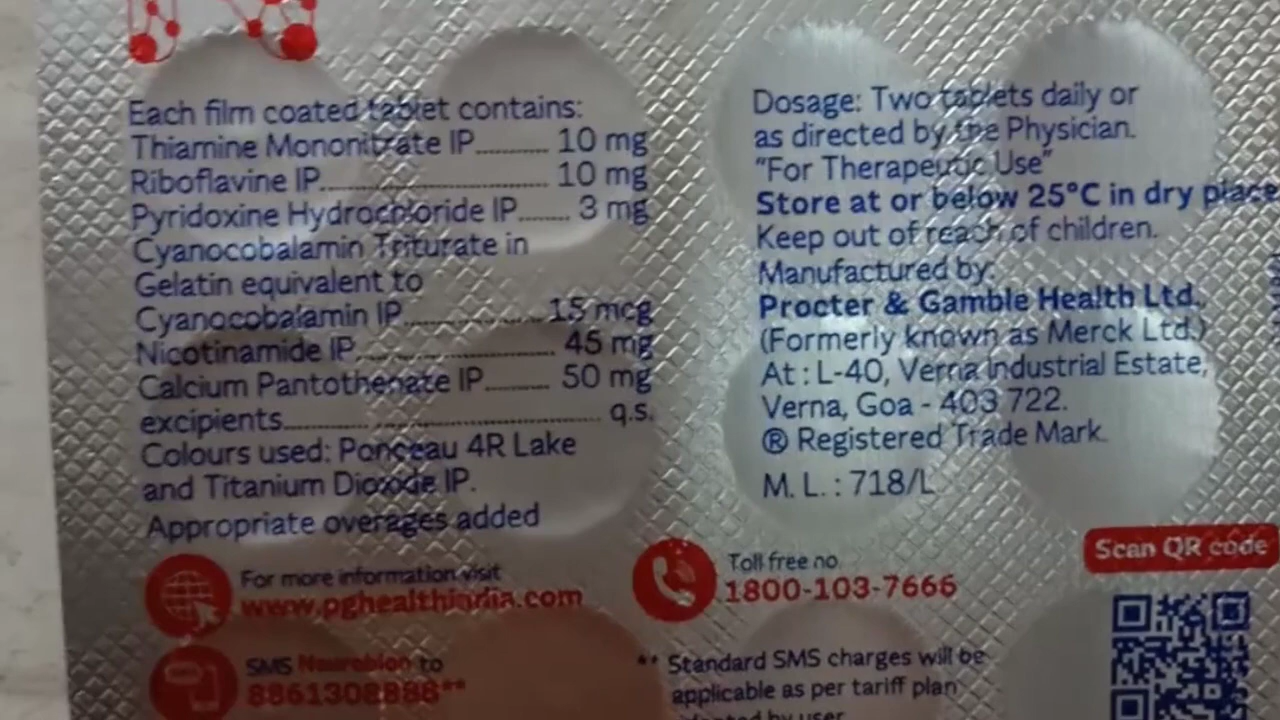 Each film coated tablet contains:
Thiamine Mononitrate IP.......... 10 mg
Riboflavine IP.................................. 10 mg
Pyridoxine Hydrochloride IP........ 3 mg
Cyanocobalamin Triturate in
Gelatin equivalent to
Cyanocobalamin IP.....................15 mcg
Nicotinamide IP............................. 45 mg
Calcium Pantothenate IP.......... 50 mg
excipients............................................... q.s.
Colours used: Ponceau 4R Lake
and Titanium Dioxide IP.
Appropriate overages added
For more information visit
www.pghealthindia.com
SMS Neurobion to
8861308888**
Dosage: Two tablets daily or
as directed by the Physician.
"For Therapeutic Use"
Store at or below 25°C in dry place
Keep out of reach of children.
Manufactured by:
Procter & Gamble Health Ltd.,
(Formerly known as Merck Ltd.)
At : L-40, Verna Industrial Estate,
Verna, Goa - 403 722.
® Registered Trade Mark.
M. L. : 718/L
Toll free no.
1800-103-7666
** Standard SMS charges will be
applicable as per tariff plan
by user
Scan QR code